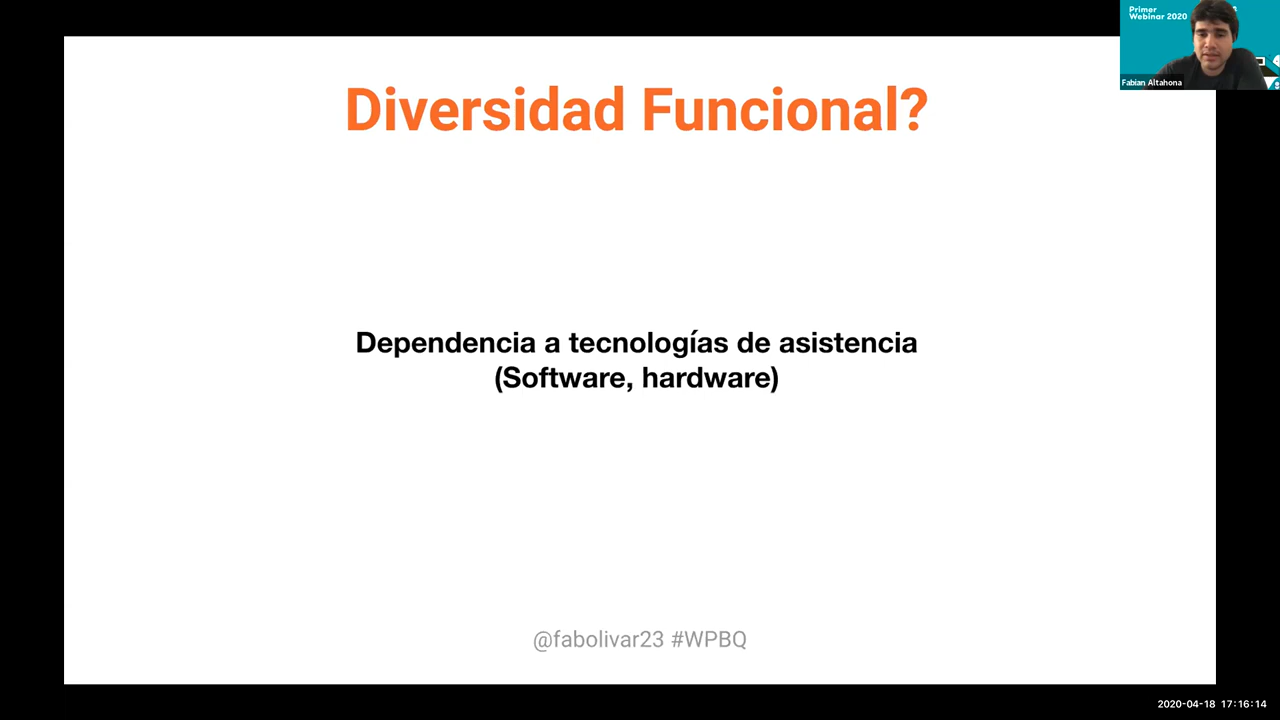 Primer
Webinar 2020
Fabian Altahona
Diversidad Funcional?
Dependencia a tecnologías de asistencia
(Software, hardware)
@fabolivar23 #WPBQ
2020-04-18 17:16:14